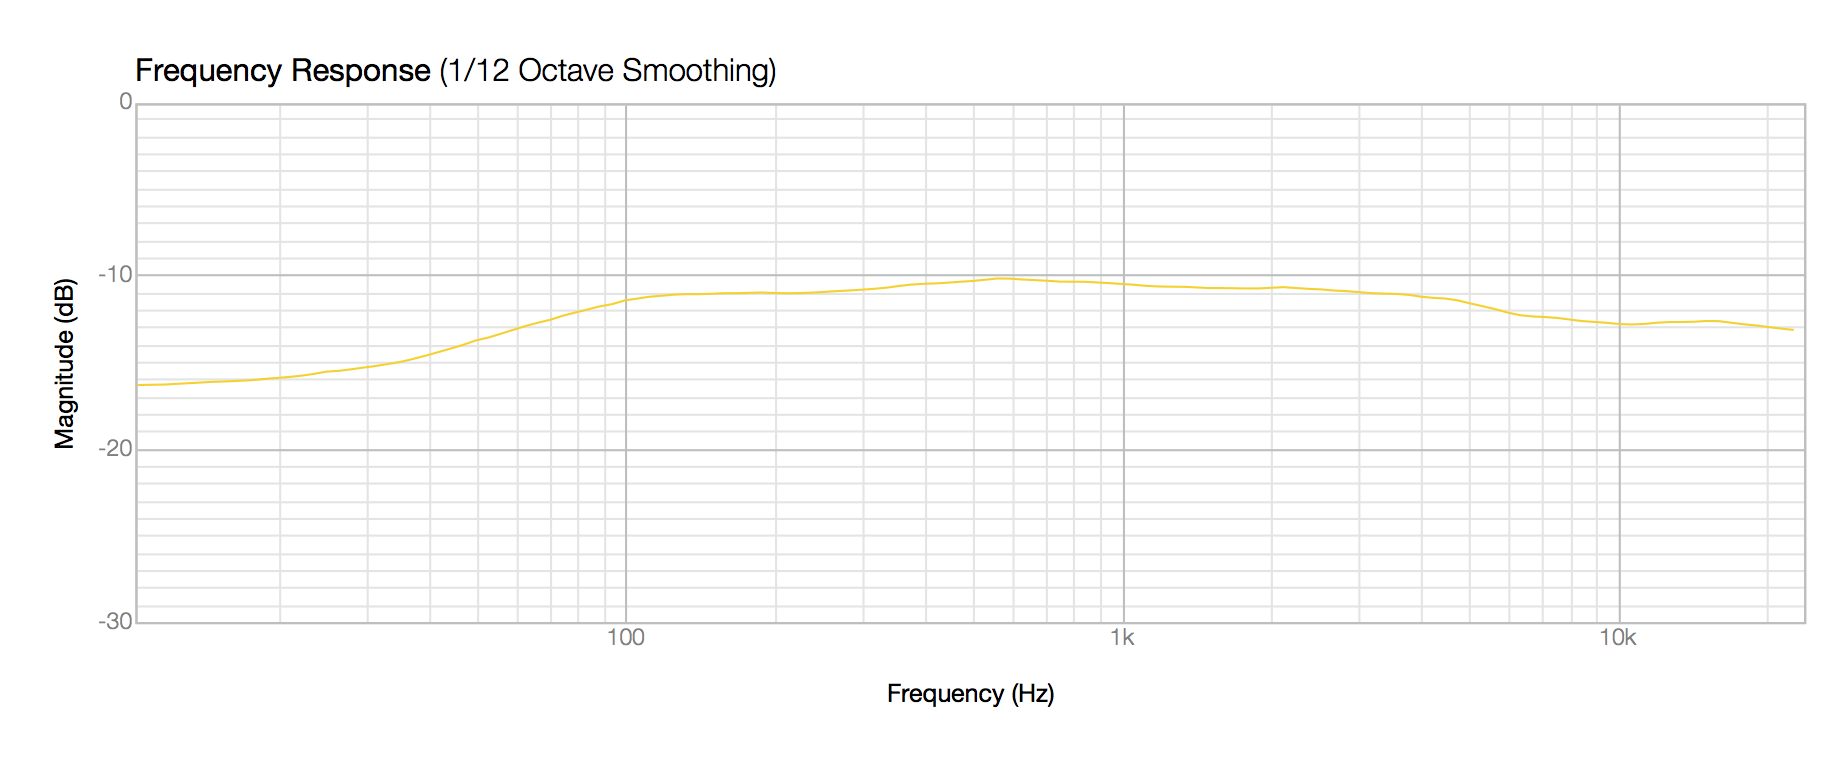 Frequency Response (1/12 Octave Smoothing)
0
-10
-20
-30
Magnitude (dB)
100
1k
10k
Frequency (Hz)